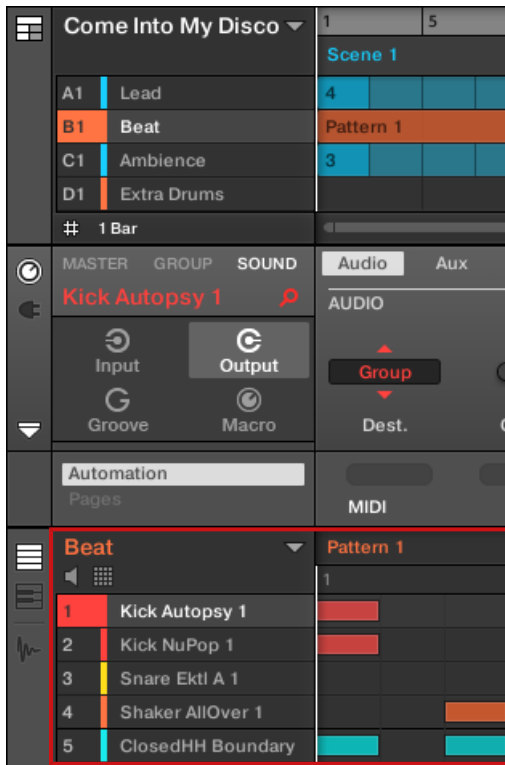 Come Into My Disco 1 5
Scene 1
A1 Lead 4
B1 Beat Pattern 1
C1 Ambience 3
D1 Extra Drums
1 Bar
MASTER GROUP SOUND Audio Aux
Kick Autopsy 1 AUDIO
Input Output Group
Groove Macro Dest.
Automation
Pages MIDI
Beat Pattern 1
1
1 Kick Autopsy 1
2 Kick NuPop 1
3 Snare Ektl A 1
4 Shaker AllOver 1
5 ClosedHH Boundary